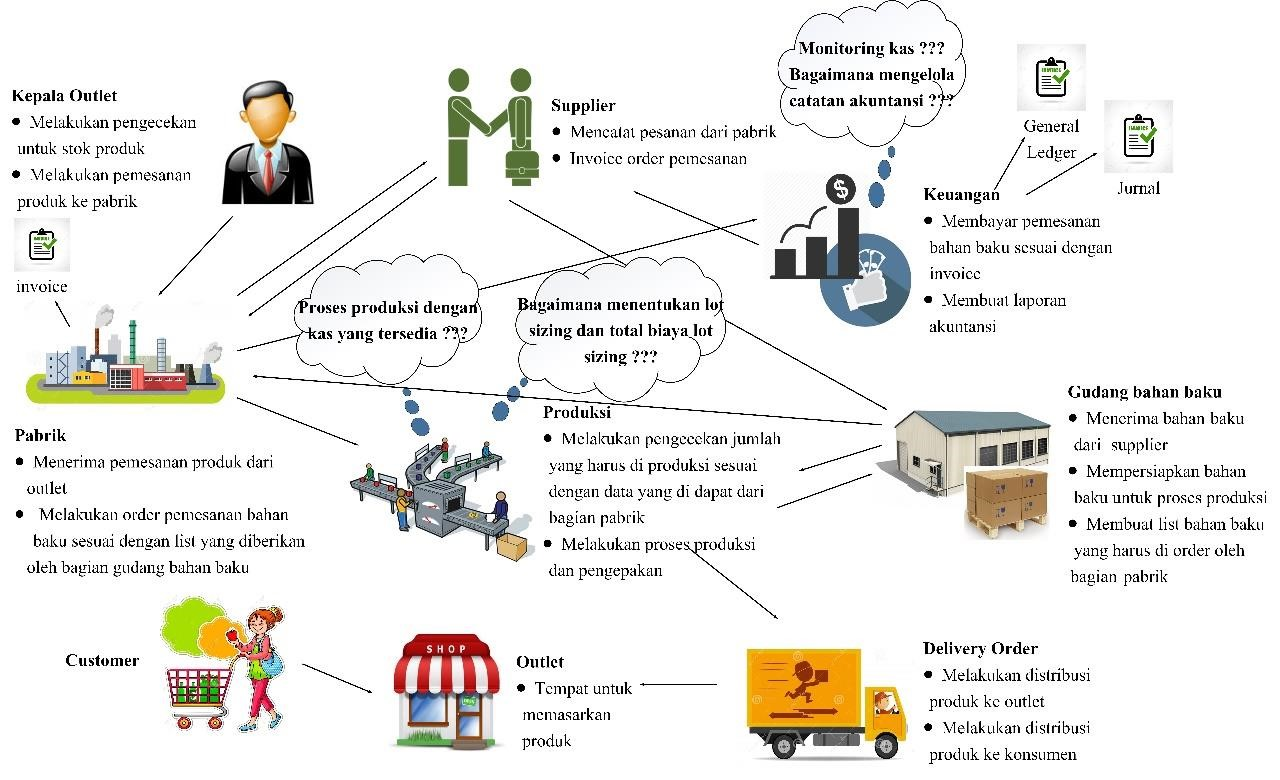 Monitoring kas ???
Bagaimana mengelola
catatan akuntansi ???
Kepala Outlet
● Melakukan pengecekan
untuk stok produk
● Melakukan pemesanan
produk ke pabrik
invoice
Supplier
● Mencatat pesanan dari pabrik
● Invoice order pemesanan
INVOICE
General
Ledger
INVOICE
Jurnal
$
Keuangan
● Membayar pemesanan
bahan baku sesuai dengan
invoice
● Membuat laporan
akuntansi
Proses produksi dengan
kas yang tersedia ???
Bagaimana menentukan lot
sizing dan total biaya lot
sizing ???
Pabrik
● Menerima pemesanan produk dari
outlet
● Melakukan order pemesanan bahan
baku sesuai dengan list yang diberikan
oleh bagian gudang bahan baku
Produksi
● Melakukan pengecekan jumlah
yang harus di produksi sesuai
dengan data yang di dapat dari
bagian pabrik
● Melakukan proses produksi
dan pengepakan
Gudang bahan baku
● Menerima bahan baku
dari supplier
● Mempersiapkan bahan
baku untuk proses produksi
● Membuat list bahan baku
yang harus di order oleh
bagian pabrik
Customer
SHOP
Outlet
● Tempat untuk
memasarkan
produk
Delivery Order
● Melakukan distribusi
produk ke outlet
● Melakukan distribusi
produk ke konsumen